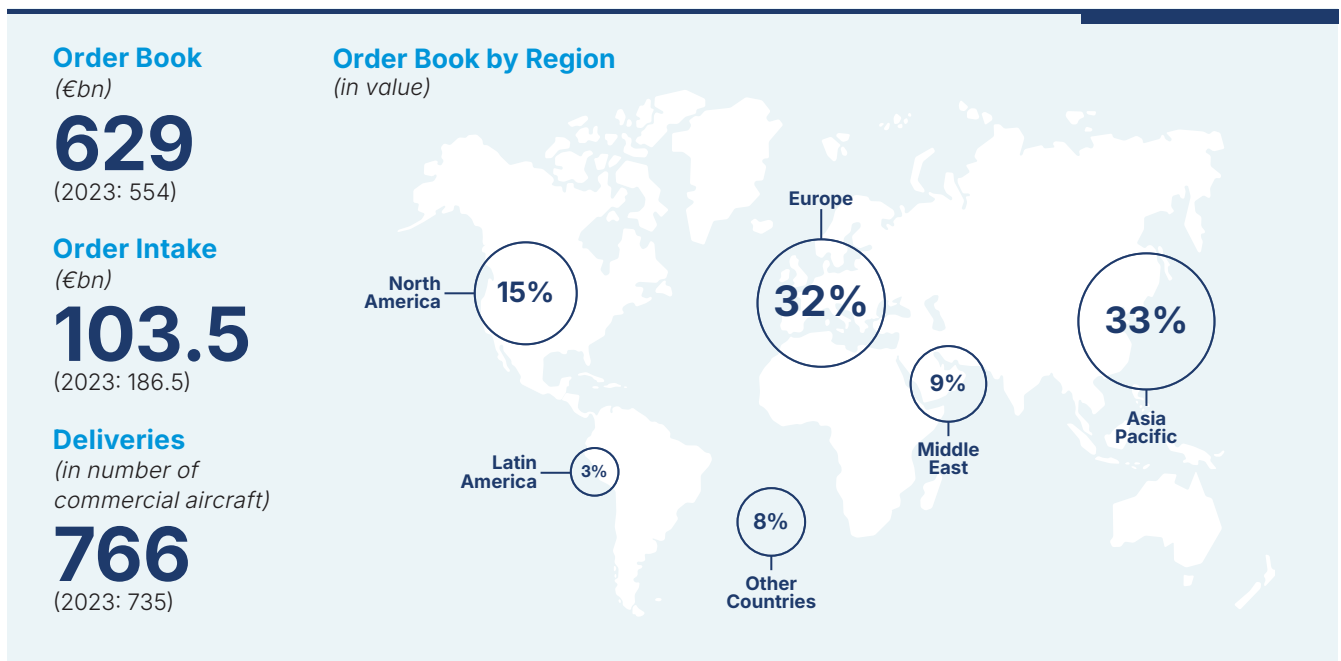 Order Book
(€bn)
629
(2023: 554)
Order Intake
(€bn)
103.5
(2023: 186.5)
Deliveries
(in number of
commercial aircraft)
766
(2023: 735)
Order Book by Region
(in value)
Europe
32%
North
America
15%
33%
Asia
Pacific
9%
Middle
East
Latin
America
3%
8%
Other
Countries